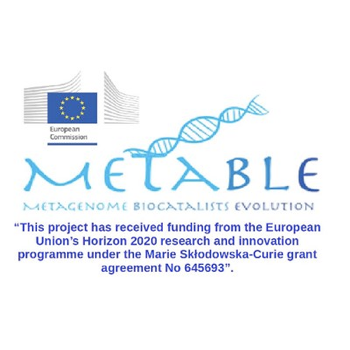 European
Commission
METABLE
METAGENOME BIOCATALISTS EVOLUTION
“This project has received funding from the European
Union’s Horizon 2020 research and innovation
programme under the Marie Skłodowska-Curie grant
agreement No 645693”.